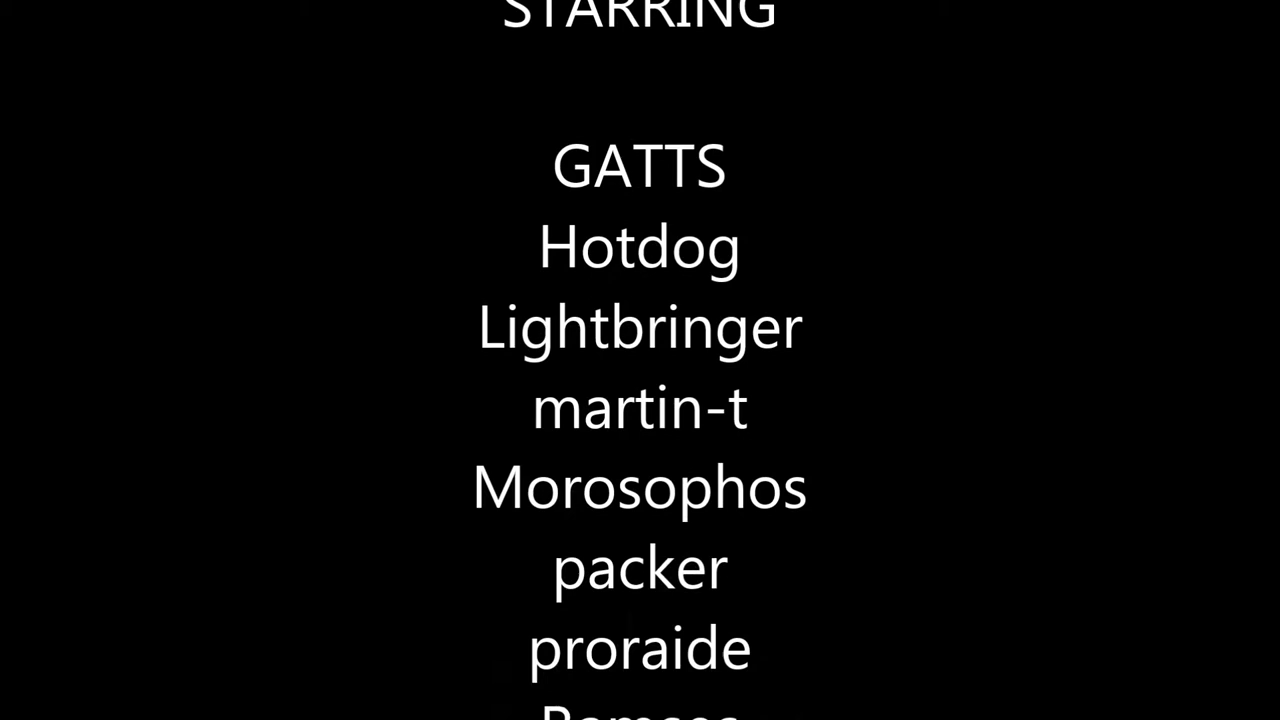 STARRING
GATTS
Hotdog
Lightbringer
martin-t
Morosophos
packer
proraide